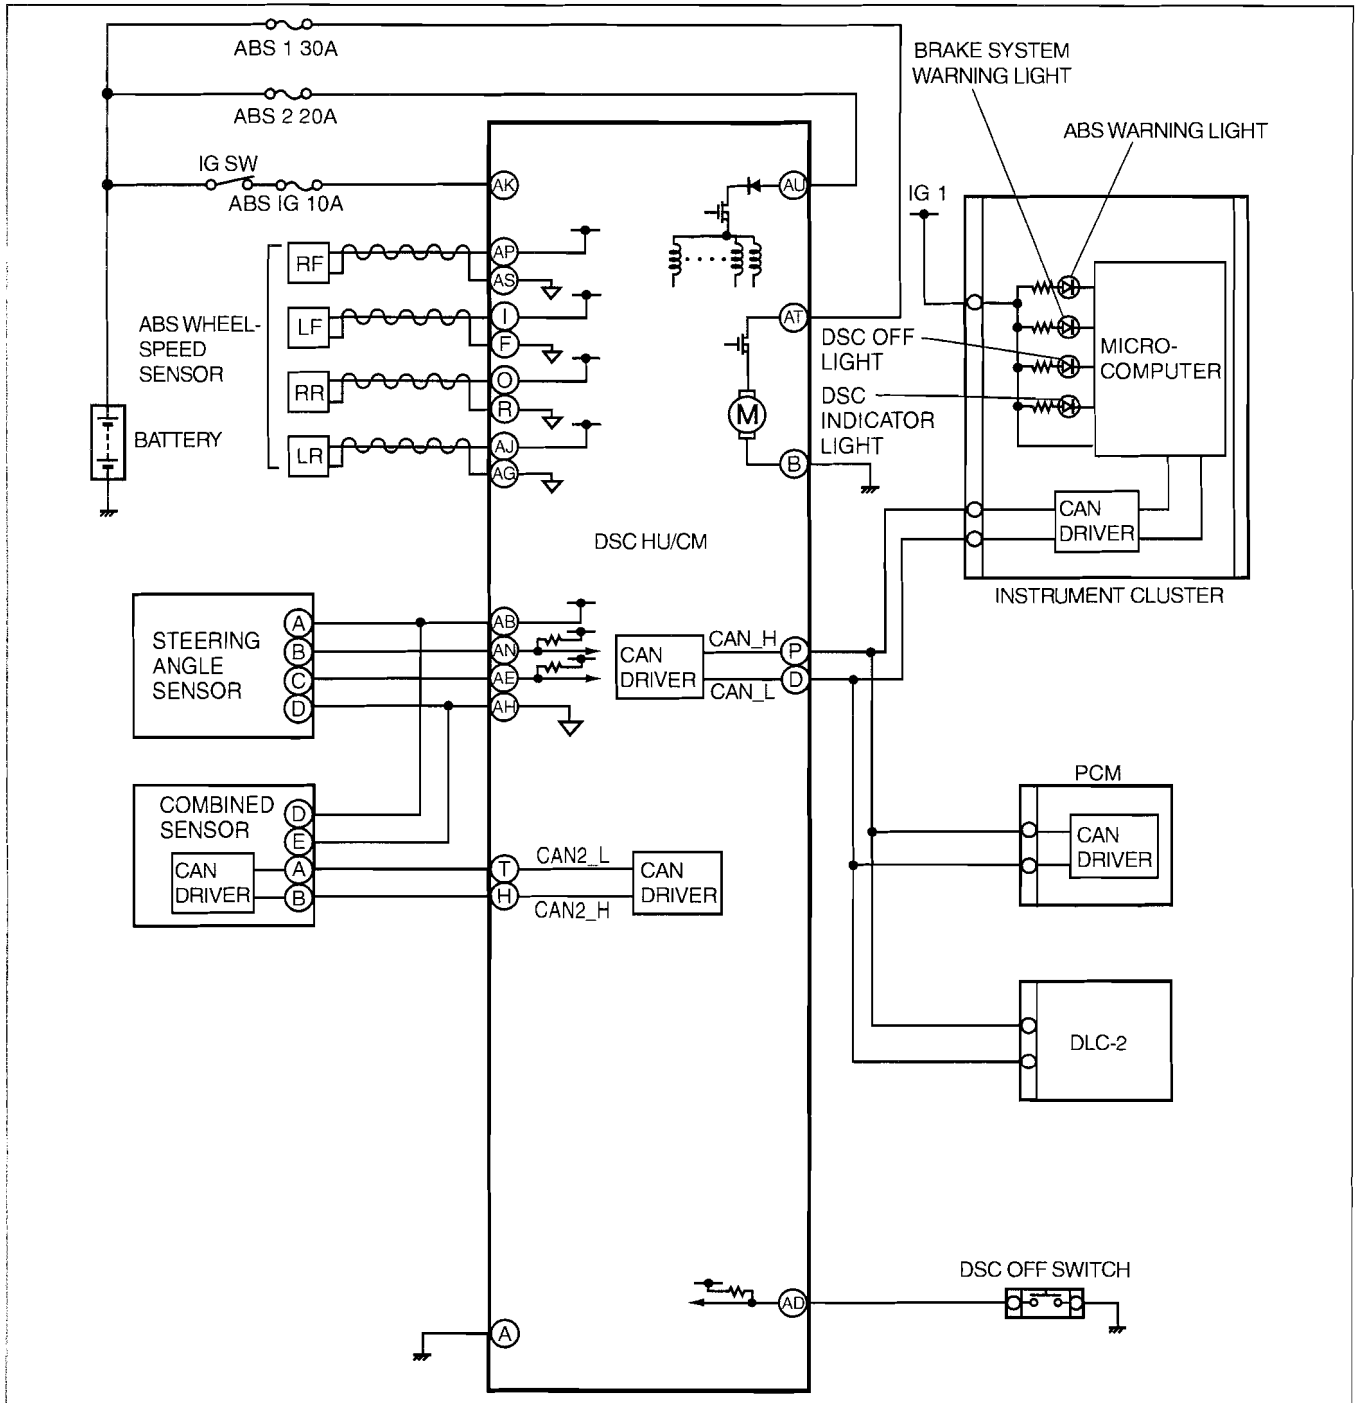 ABS 1 30A
ABS 2 20A
IG SW
ABS IG 10A
AK
AU
BRAKE SYSTEM
WARNING LIGHT
ABS WARNING LIGHT
IG 1
ABS WHEEL-
SPEED
SENSOR
RF
LF
RR
LR
AP
AS
I
F
O
R
AJ
AG
AT
M
B
DSC OFF
LIGHT
DSC
INDICATOR
LIGHT
MICRO-
COMPUTER
CAN
DRIVER
INSTRUMENT CLUSTER
BATTERY
DSC HU/CM
STEERING
ANGLE
SENSOR
A
B
C
D
AB
AN
AE
AH
CAN
DRIVER
CAN_H
CAN_L
P
D
COMBINED
SENSOR
CAN
DRIVER
D
E
A
B
T
H
CAN2_L
CAN2_H
CAN
DRIVER
PCM
CAN
DRIVER
DLC-2
DSC OFF SWITCH
AD
A